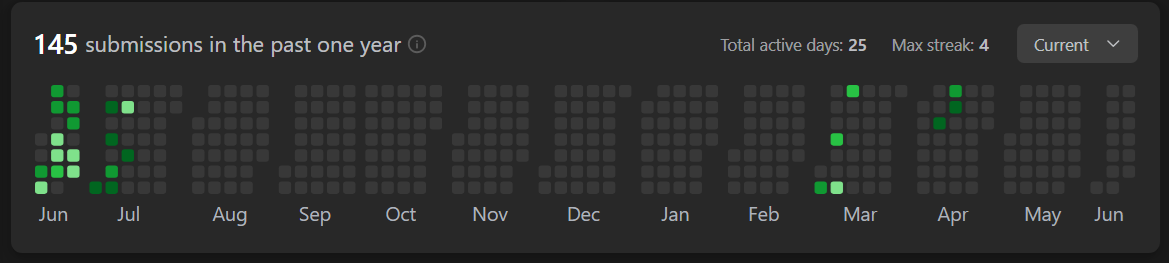 145 submissions in the past one year Total active days: 25 Max streak: 4 Current
Jun Jul Aug Sep Oct Nov Dec Jan Feb Mar Apr May Jun